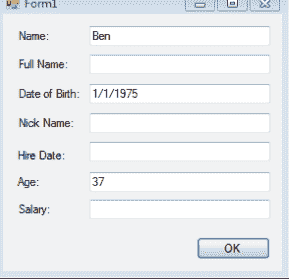 Form1
Name: Ben
Full Name:
Date of Birth: 1/1/1975
Nick Name:
Hire Date:
Age: 37
Salary:
OK